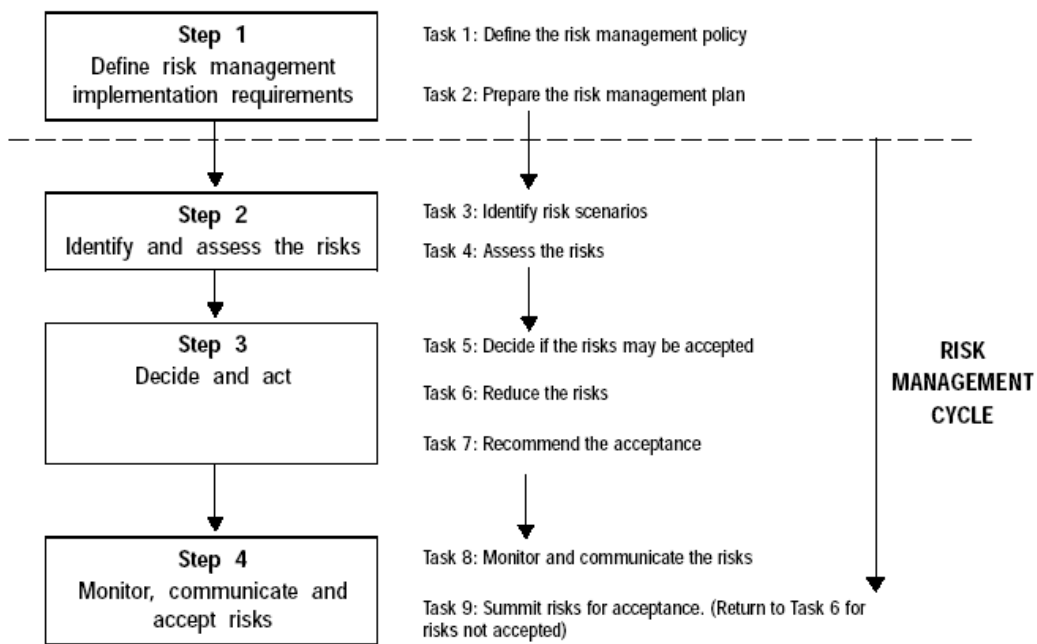 Step 1
Define risk management
implementation requirements
Task 1: Define the risk management policy
Task 2: Prepare the risk management plan
Step 2
Identify and assess the risks
Task 3: Identify risk scenarios
Task 4: Assess the risks
Step 3
Decide and act
Task 5: Decide if the risks may be accepted
Task 6: Reduce the risks
Task 7: Recommend the acceptance
RISK
MANAGEMENT
CYCLE
Step 4
Monitor, communicate and
accept risks
Task 8: Monitor and communicate the risks
Task 9: Summit risks for acceptance. (Return to Task 6 for
risks not accepted)